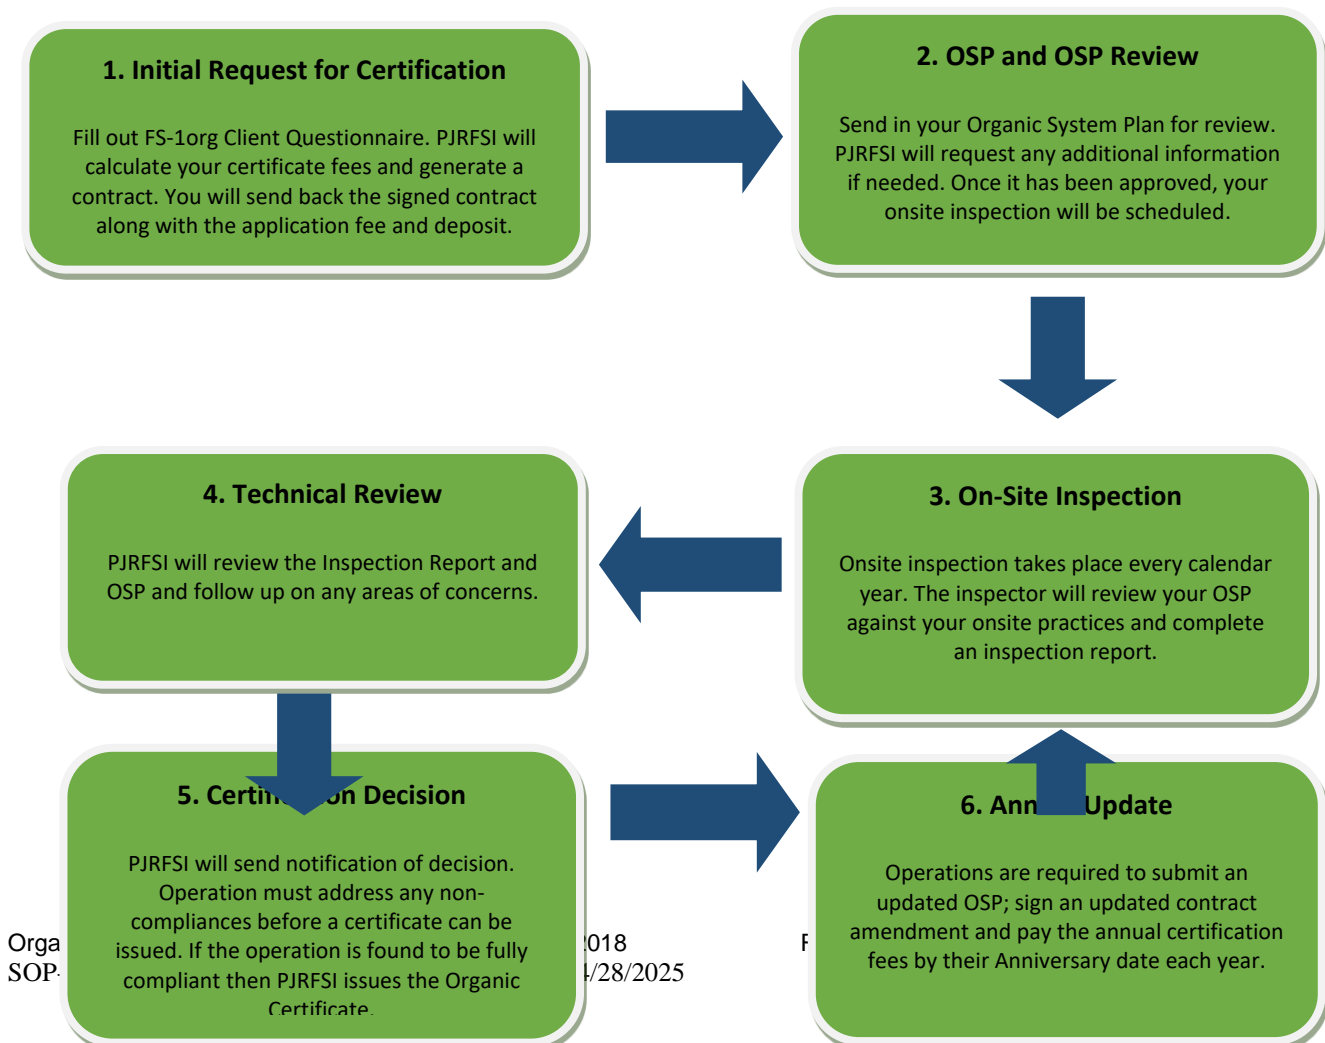 1. Initial Request for Certification
Fill out FS-1org Client Questionnaire. PJRFSI will
calculate your certificate fees and generate a
contract. You will send back the signed contract
along with the application fee and deposit.
2. OSP and OSP Review
Send in your Organic System Plan for review.
PJRFSI will request any additional information
if needed. Once it has been approved, your
onsite inspection will be scheduled.
3. On-Site Inspection
Onsite inspection takes place every calendar
year. The inspector will review your OSP
against your onsite practices and complete
an inspection report.
4. Technical Review
PJRFSI will review the Inspection Report and
OSP and follow up on any areas of concerns.
5. Certification Decision
PJRFSI will send notification of decision.
Operation must address any non-
compliances before a certificate can be
issued. If the operation is found to be fully
compliant then PJRFSI issues the Organic
Certificate.
6. Annual Update
Operations are required to submit an
updated OSP; sign an updated contract
amendment and pay the annual certification
fees by their Anniversary date each year.
Orga 2018 F
SOP- 4/28/2025